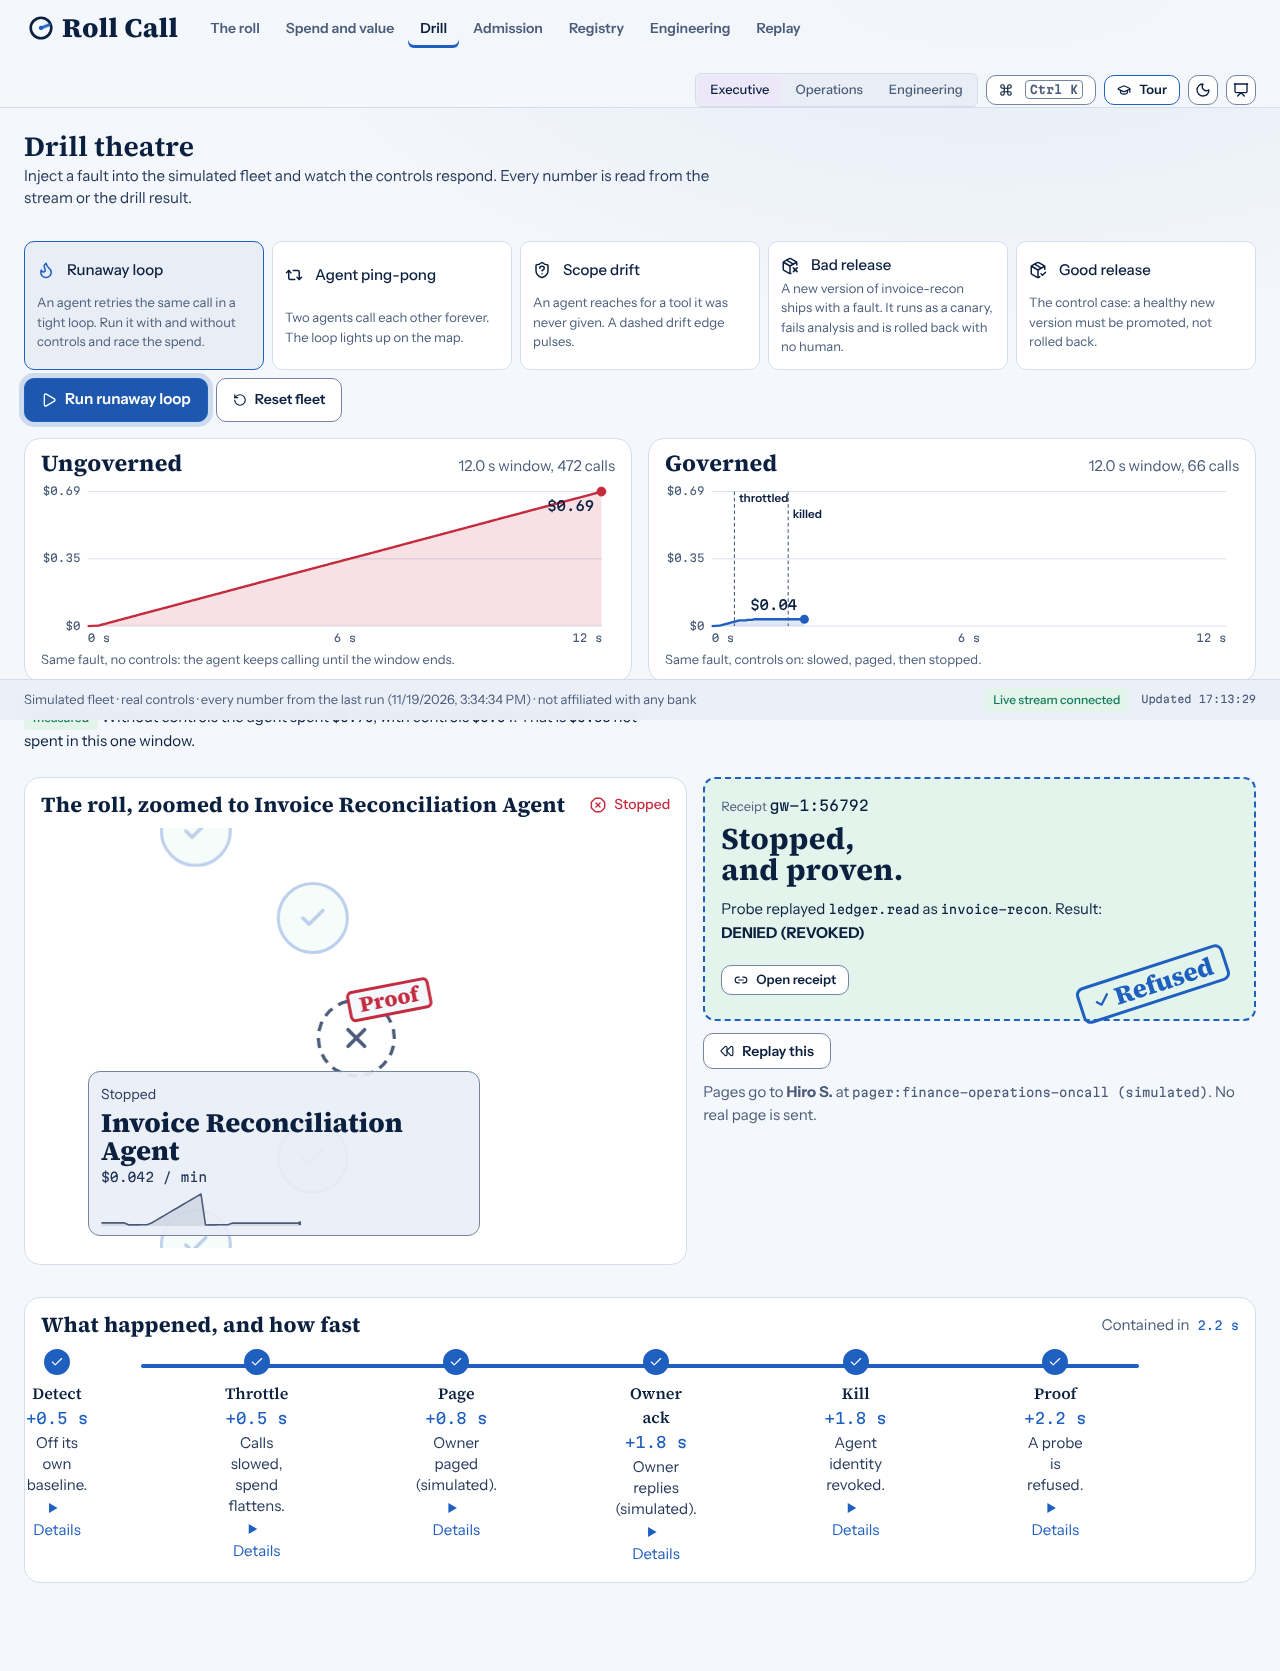 Roll Call
The roll
Spend and value
Drill
Admission
Registry
Engineering
Replay
Executive
Operations
Engineering
⌘ Ctrl K
Tour
Drill theatre
Inject a fault into the simulated fleet and watch the controls respond. Every number is read from the
stream or the drill result.
Runaway loop
An agent retries the same call in a
tight loop. Run it with and without
controls and race the spend.
Agent ping-pong
Two agents call each other forever.
The loop lights up on the map.
Scope drift
An agent reaches for a tool it was
never given. A dashed drift edge
pulses.
Bad release
A new version of invoice-recon
ships with a fault. It runs as a canary,
fails analysis and is rolled back with
no human.
Good release
The control case: a healthy new
version must be promoted, not
rolled back.
Run runaway loop
Reset fleet
Ungoverned
12.0 s window, 472 calls
$0.69
$0.69
$0.35
$0
0 s
6 s
12 s
Same fault, no controls: the agent keeps calling until the window ends.
Governed
12.0 s window, 66 calls
$0.69
throttled
killed
$0.35
$0.04
$0
0 s
6 s
12 s
Same fault, controls on: slowed, paged, then stopped.
Simulated fleet · real controls · every number from the last run (11/19/2026, 3:34:34 PM) · not affiliated with any bank
Live stream connected
Updated 17:13:29
spent in this one window.
The roll, zoomed to Invoice Reconciliation Agent
Stopped
Proof
Stopped
Invoice Reconciliation
Agent
$0.042 / min
Receipt gw-1:56792
Stopped,
and proven.
Probe replayed ledger.read as invoice-recon. Result:
DENIED (REVOKED)
Open receipt
Refused
Replay this
Pages go to Hiro S. at pager:finance-operations-oncall (simulated). No
real page is sent.
What happened, and how fast
Contained in 2.2 s
Detect
+0.5 s
Off its
own
baseline.
Details
Throttle
+0.5 s
Calls
slowed,
spend
flattens.
Details
Page
+0.8 s
Owner
paged
(simulated).
Details
Owner
ack
+1.8 s
Owner
replies
(simulated).
Details
Kill
+1.8 s
Agent
identity
revoked.
Details
Proof
+2.2 s
A probe
is
refused.
Details